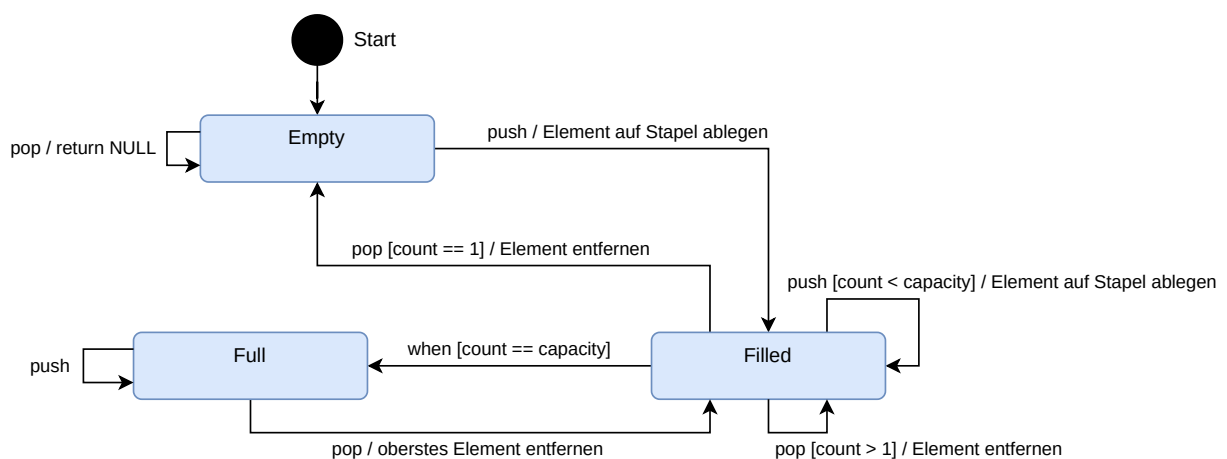 Start
Empty
pop / return NULL
push / Element auf Stapel ablegen
pop [count == 1] / Element entfernen
push [count < capacity] / Element auf Stapel ablegen
Full
when [count == capacity]
Filled
push
pop / oberstes Element entfernen
pop [count > 1] / Element entfernen